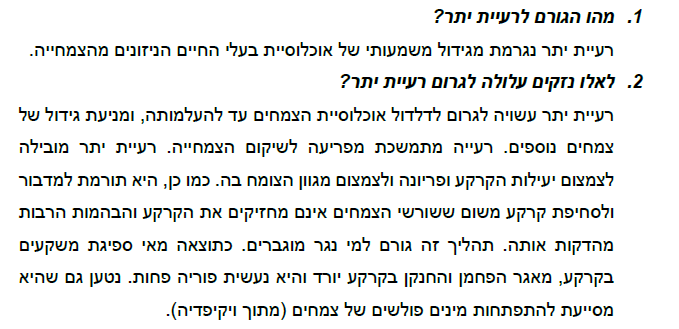 1. מהו הגורם לרעיית יתר?
רעיית יתר נגרמת מגידול משמעותי של אוכלוסיית בעלי החיים הניזונים מהצמחייה.
2. לאלו נזקים עלולה לגרום רעיית יתר?
רעיית יתר עשויה לגרום לדלדול אוכלוסיית הצמחים עד להעלמותה, ומניעת גידול של
צמחים נוספים. רעייה מתמשכת מפריעה לשיקום הצמחייה. רעיית יתר מובילה
לצמצום יעילות הקרקע ופריונה ולצמצום מגוון הצומח בה. כמו כן, היא תורמת למדבור
ולסחיפת קרקע משום ששורשי הצמחים אינם מחזיקים את הקרקע והבהמות הרבות
מהדקות אותה. תהליך זה גורם למי נגר מוגברים. כתוצאה מאי ספיגת משקעים
בקרקע, מאגר הפחמן והחנקן בקרקע יורד והיא נעשית פוריה פחות. נטען גם שהיא
מסייעת להתפתחות מינים פולשים של צמחים (מתוך ויקיפדיה).